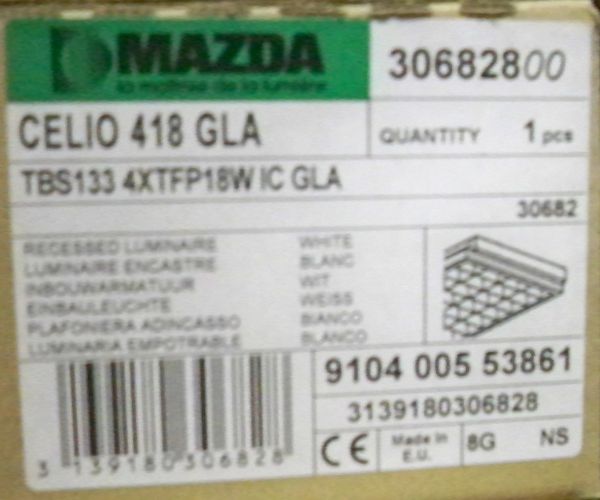 MAZDA
la maîtrise de la lumière
30682800
CELIO 418 GLA
QUANTITY 1 pcs
TBS133 4XTFP18W IC GLA
30682
RECESSED LUMINAIRE WHITE
LUMINAIRE ENCASTRE BLANC
INBOUWARMATUUR WIT
EINBAULEUCHTE WEISS
PLAFONIERA ADINCASSO BIANCO
LUMINARIA EMPOTRABLE BLANCO
9104 005 53861
3139180306828
3 139180 306828
CE
Made in
E.U.
8G NS